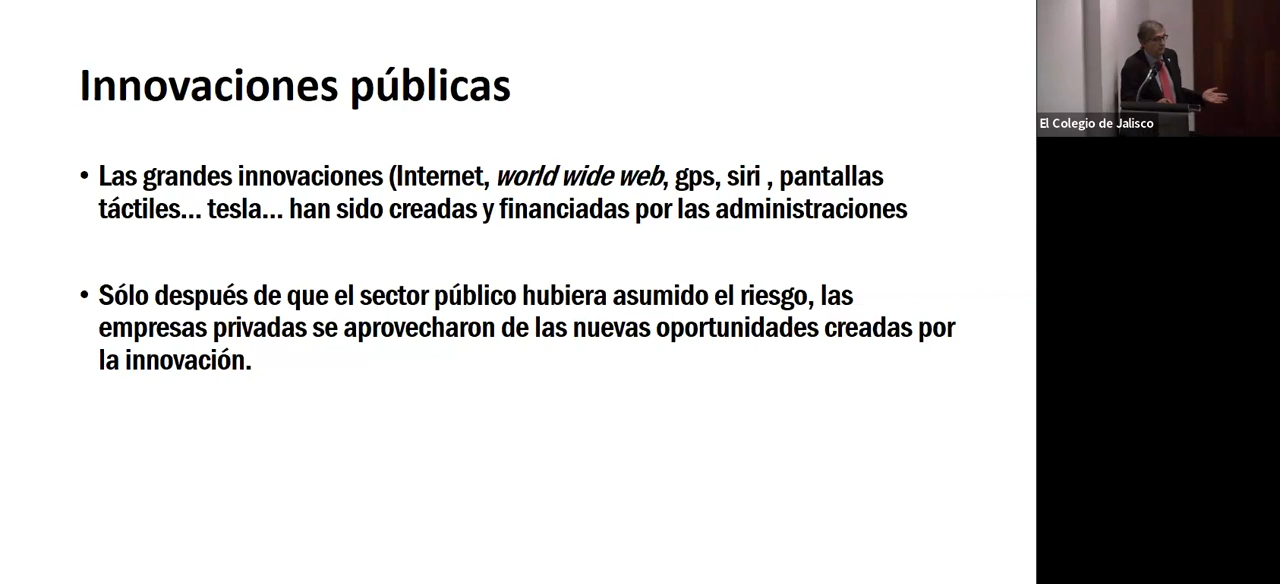 Innovaciones públicas
• Las grandes innovaciones (Internet, world wide web, gps, siri , pantallas
táctiles... tesla... han sido creadas y financiadas por las administraciones
• Sólo después de que el sector público hubiera asumido el riesgo, las
empresas privadas se aprovecharon de las nuevas oportunidades creadas por
la innovación.
El Colegio de Jalisco